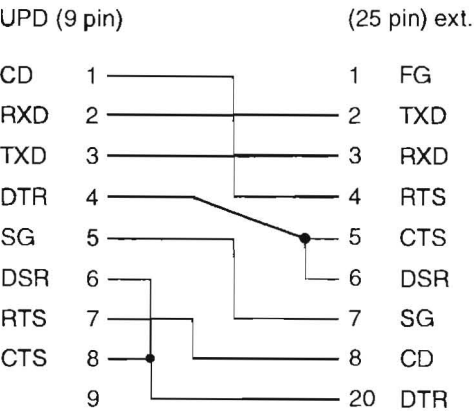 UPD (9 pin) (25 pin) ext.
CD 1 1 FG
RXD 2 2 TXD
TXD 3 3 RXD
DTR 4 4 RTS
SG 5 5 CTS
DSR 6 6 DSR
RTS 7 7 SG
CTS 8 8 CD
9 20 DTR